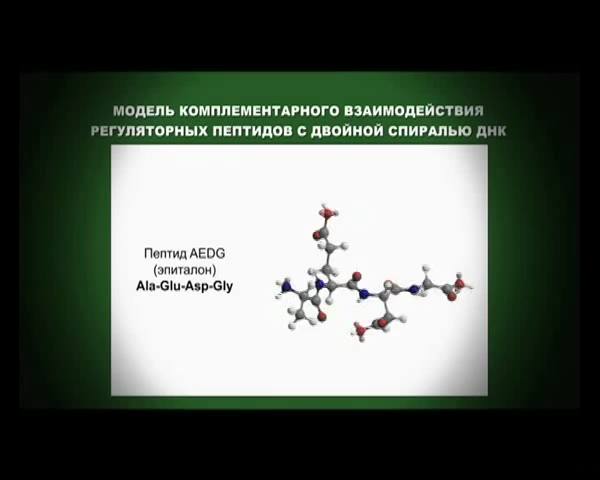 МОДЕЛЬ КОМПЛЕМЕНТАРНОГО ВЗАИМОДЕЙСТВИЯ
РЕГУЛЯТОРНЫХ ПЕПТИДОВ С ДВОЙНОЙ СПИРАЛЬЮ ДНК
Пептид AEDG
(эпиталон)
Ala-Glu-Asp-Gly